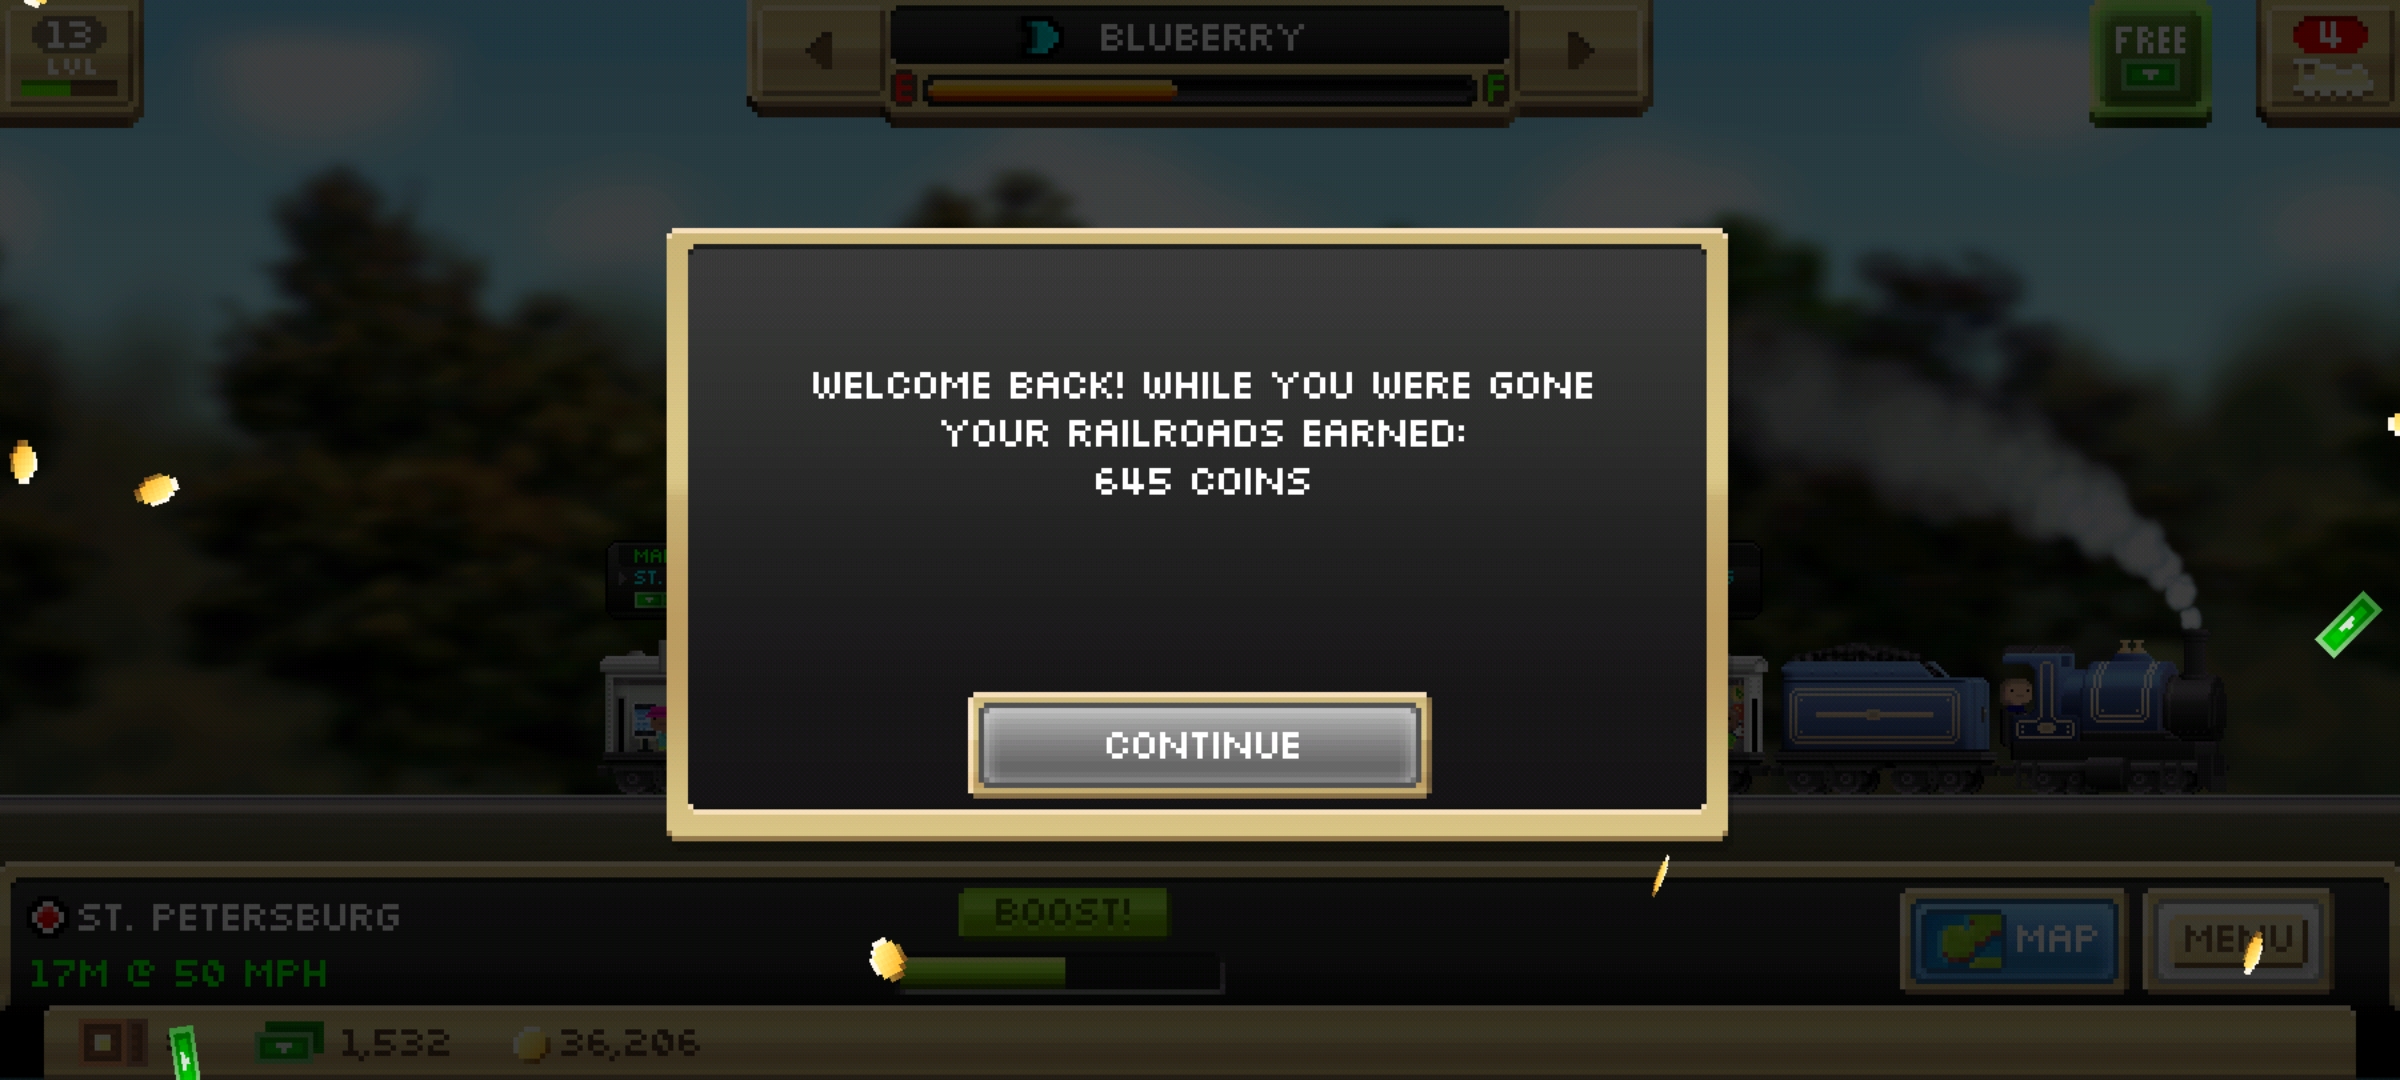 13
LVL
BLUBERRY
E F
FREE
4
WELCOME BACK! WHILE YOU WERE GONE
YOUR RAILROADS EARNED:
645 COINS
ST.
CONTINUE
ST. PETERSBURG
17M @ 50 MPH
BOOST!
MAP
MENU
1,532
36,206